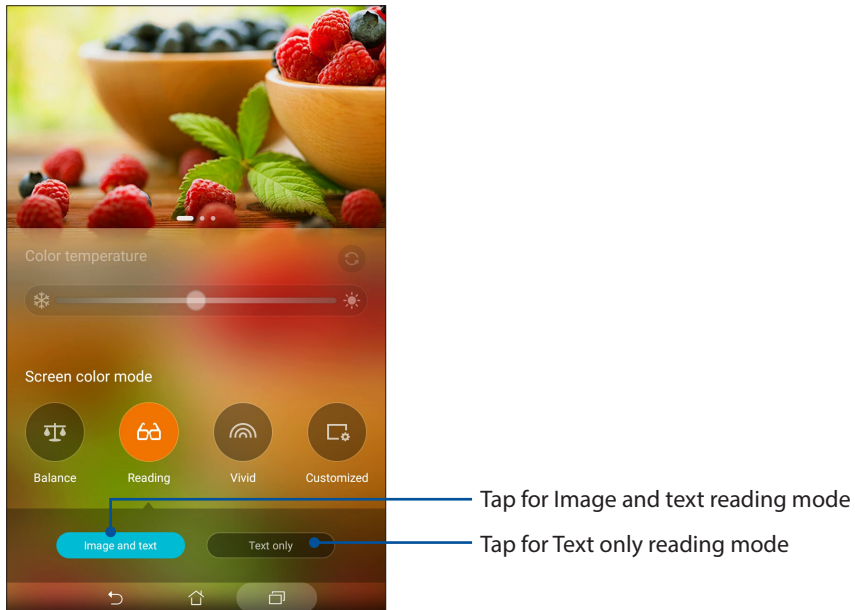 Color temperature
Screen color mode
Balance Reading Vivid Customized
Tap for Image and text reading mode
Image and text Text only Tap for Text only reading mode